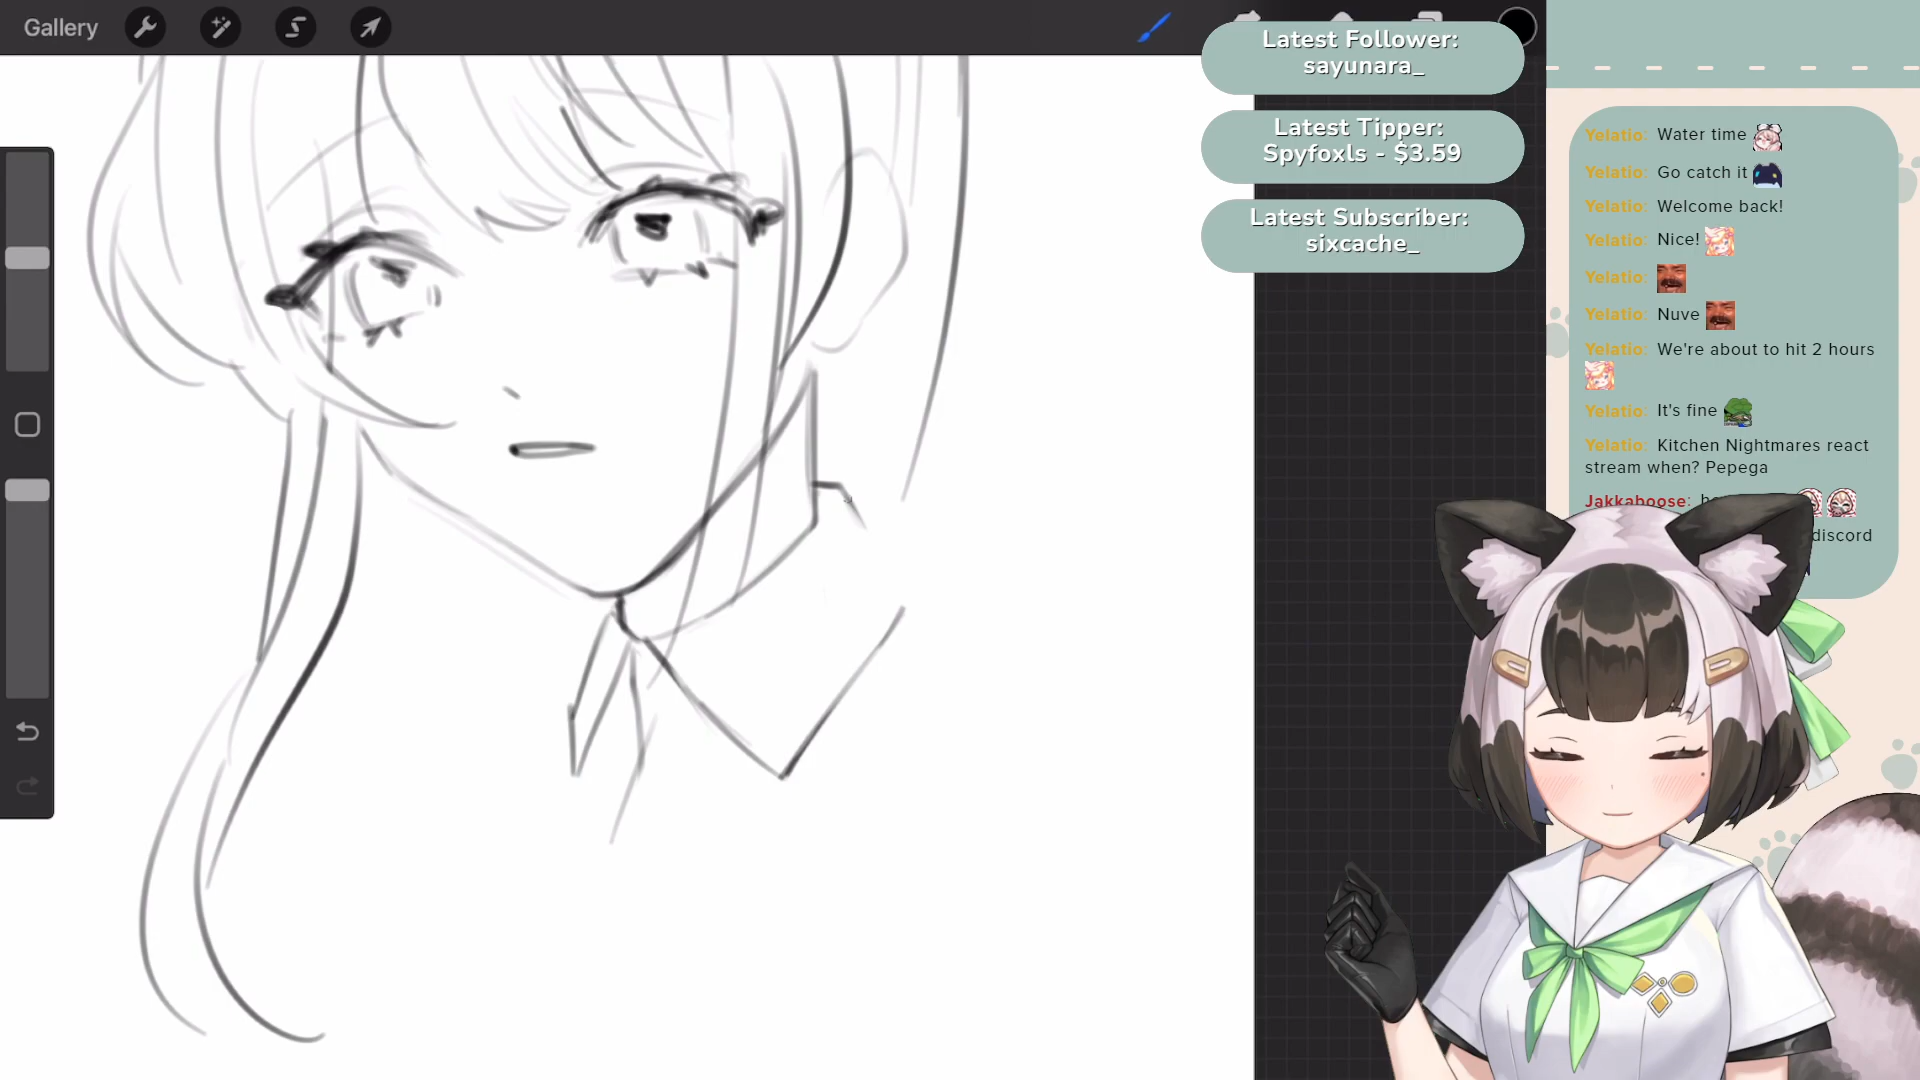 Gallery
Latest Follower:
sayunara_
Latest Tipper:
Spyfoxls - $3.59
Latest Subscriber:
sixcache_
Yelatio: Water time
Yelatio: Go catch it
Yelatio: Welcome back!
Yelatio: Nice!
Yelatio:
Yelatio: Nuve
Yelatio: We're about to hit 2 hours
Yelatio: It's fine
Yelatio: Kitchen Nightmares react
stream when? Pepega
Jakkaboose:
discord